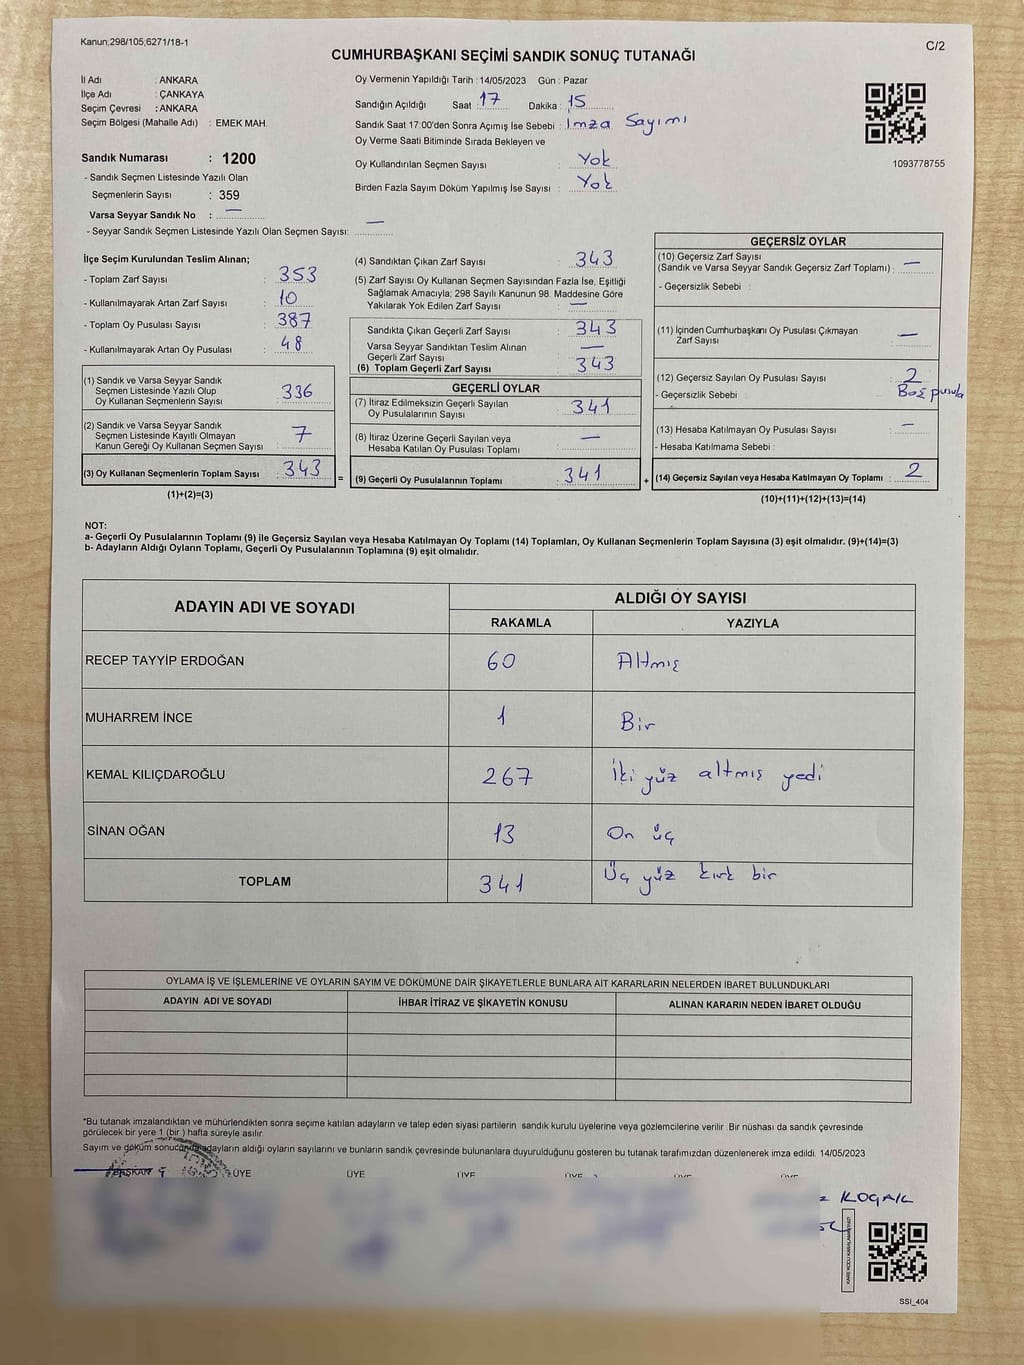 Kanun;298/105;6271/18-1
C/2
CUMHURBAŞKANI SEÇİMİ SANDIK SONUÇ TUTANAĞI
İl Adı : ANKARA
İlçe Adı : ÇANKAYA
Seçim Çevresi : ANKARA
Seçim Bölgesi (Mahalle Adı) : EMEK MAH.
Oy Vermenin Yapıldığı Tarih : 14/05/2023 Gün : Pazar
Sandığın Açıldığı Saat : 17 Dakika : 15
Sandık Saat 17:00'den Sonra Açımış İse Sebebi : İmza Sayımı
Oy Verme Saati Bitiminde Sırada Bekleyen ve
Oy Kullandırılan Seçmen Sayısı : Yok
Birden Fazla Sayım Döküm Yapılmış İse Sayısı : Yok
1093778755
Sandık Numarası : 1200
- Sandık Seçmen Listesinde Yazılı Olan
Seçmenlerin Sayısı : 359
Varsa Seyyar Sandık No : —
- Seyyar Sandık Seçmen Listesinde Yazılı Olan Seçmen Sayısı: —
İlçe Seçim Kurulundan Teslim Alınan;
- Toplam Zarf Sayısı : 353
- Kullanılmayarak Artan Zarf Sayısı : 10
- Toplam Oy Pusulası Sayısı : 387
- Kullanılmayarak Artan Oy Pusulası : 48
(1) Sandık ve Varsa Seyyar Sandık
Seçmen Listesinde Yazılı Olup
Oy Kullanan Seçmenlerin Sayısı : 336
(2) Sandık ve Varsa Seyyar Sandık
Seçmen Listesinde Kayıtlı Olmayan
Kanun Gereği Oy Kullanan Seçmen Sayısı : 7
(3) Oy Kullanan Seçmenlerin Toplam Sayısı : 343
(1)+(2)=(3)
(4) Sandıktan Çıkan Zarf Sayısı : 343
(5) Zarf Sayısı Oy Kullanan Seçmen Sayısından Fazla İse, Eşitliği
Sağlamak Amacıyla; 298 Sayılı Kanunun 98. Maddesine Göre
Yakılarak Yok Edilen Zarf Sayısı : —
Sandıkta Çıkan Geçerli Zarf Sayısı : 343
Varsa Seyyar Sandıktan Teslim Alınan
Geçerli Zarf Sayısı : —
(6) Toplam Geçerli Zarf Sayısı : 343
GEÇERLİ OYLAR
(7) İtiraz Edilmeksizin Geçerli Sayılan
Oy Pusulalarının Sayısı : 341
(8) İtiraz Üzerine Geçerli Sayılan veya
Hesaba Katılan Oy Pusulası Toplamı : —
= (9) Geçerli Oy Pusulalarının Toplamı : 341
GEÇERSİZ OYLAR
(10) Geçersiz Zarf Sayısı
(Sandık ve Varsa Seyyar Sandık Geçersiz Zarf Toplamı) : —
- Geçersizlik Sebebi :
(11) İçinden Cumhurbaşkanı Oy Pusulası Çıkmayan
Zarf Sayısı : —
(12) Geçersiz Sayılan Oy Pusulası Sayısı : 2
- Geçersizlik Sebebi : Boş pusula
(13) Hesaba Katılmayan Oy Pusulası Sayısı : —
- Hesaba Katılmama Sebebi :
+ (14) Geçersiz Sayılan veya Hesaba Katılmayan Oy Toplamı : 2
(10)+(11)+(12)+(13)=(14)
NOT:
a- Geçerli Oy Pusulalarının Toplamı (9) ile Geçersiz Sayılan veya Hesaba Katılmayan Oy Toplamı (14) Toplamları, Oy Kullanan Seçmenlerin Toplam Sayısına (3) eşit olmalıdır. (9)+(14)=(3)
b- Adayların Aldığı Oyların Toplamı, Geçerli Oy Pusulalarının Toplamına (9) eşit olmalıdır.
ADAYIN ADI VE SOYADI ALDIĞI OY SAYISI
RAKAMLA YAZIYLA
RECEP TAYYİP ERDOĞAN 60 Altmış
MUHARREM İNCE 1 Bir
KEMAL KILIÇDAROĞLU 267 İki yüz altmış yedi
SİNAN OĞAN 13 On üç
TOPLAM 341 Üç yüz kırk bir
OYLAMA İŞ VE İŞLEMLERİNE VE OYLARIN SAYIM VE DÖKÜMÜNE DAİR ŞİKAYETLERLE BUNLARA AİT KARARLARIN NELERDEN İBARET BULUNDUKLARI
ADAYIN ADI VE SOYADI İHBAR İTİRAZ VE ŞİKAYETİN KONUSU ALINAN KARARIN NEDEN İBARET OLDUĞU
*Bu tutanak imzalandıktan ve mühürlendikten sonra seçime katılan adayların ve talep eden siyasi partilerin sandık kurulu üyelerine veya gözlemcilerine verilir. Bir nüshası da sandık çevresinde
görülecek bir yere 1 (bir ) hafta süreyle asılır.
Sayım ve döküm sonucunda adayların aldığı oyların sayılarını ve bunların sandık çevresinde bulunanlara duyurulduğunu gösteren bu tutanak tarafımızdan düzenlenerek imza edildi. 14/05/2023
BAŞKAN ÜYE ÜYE ÜYE ÜYE ÜYE ÜYE
KOÇAK
KARE KODU KARALAMAYINIZ!
SSI_404